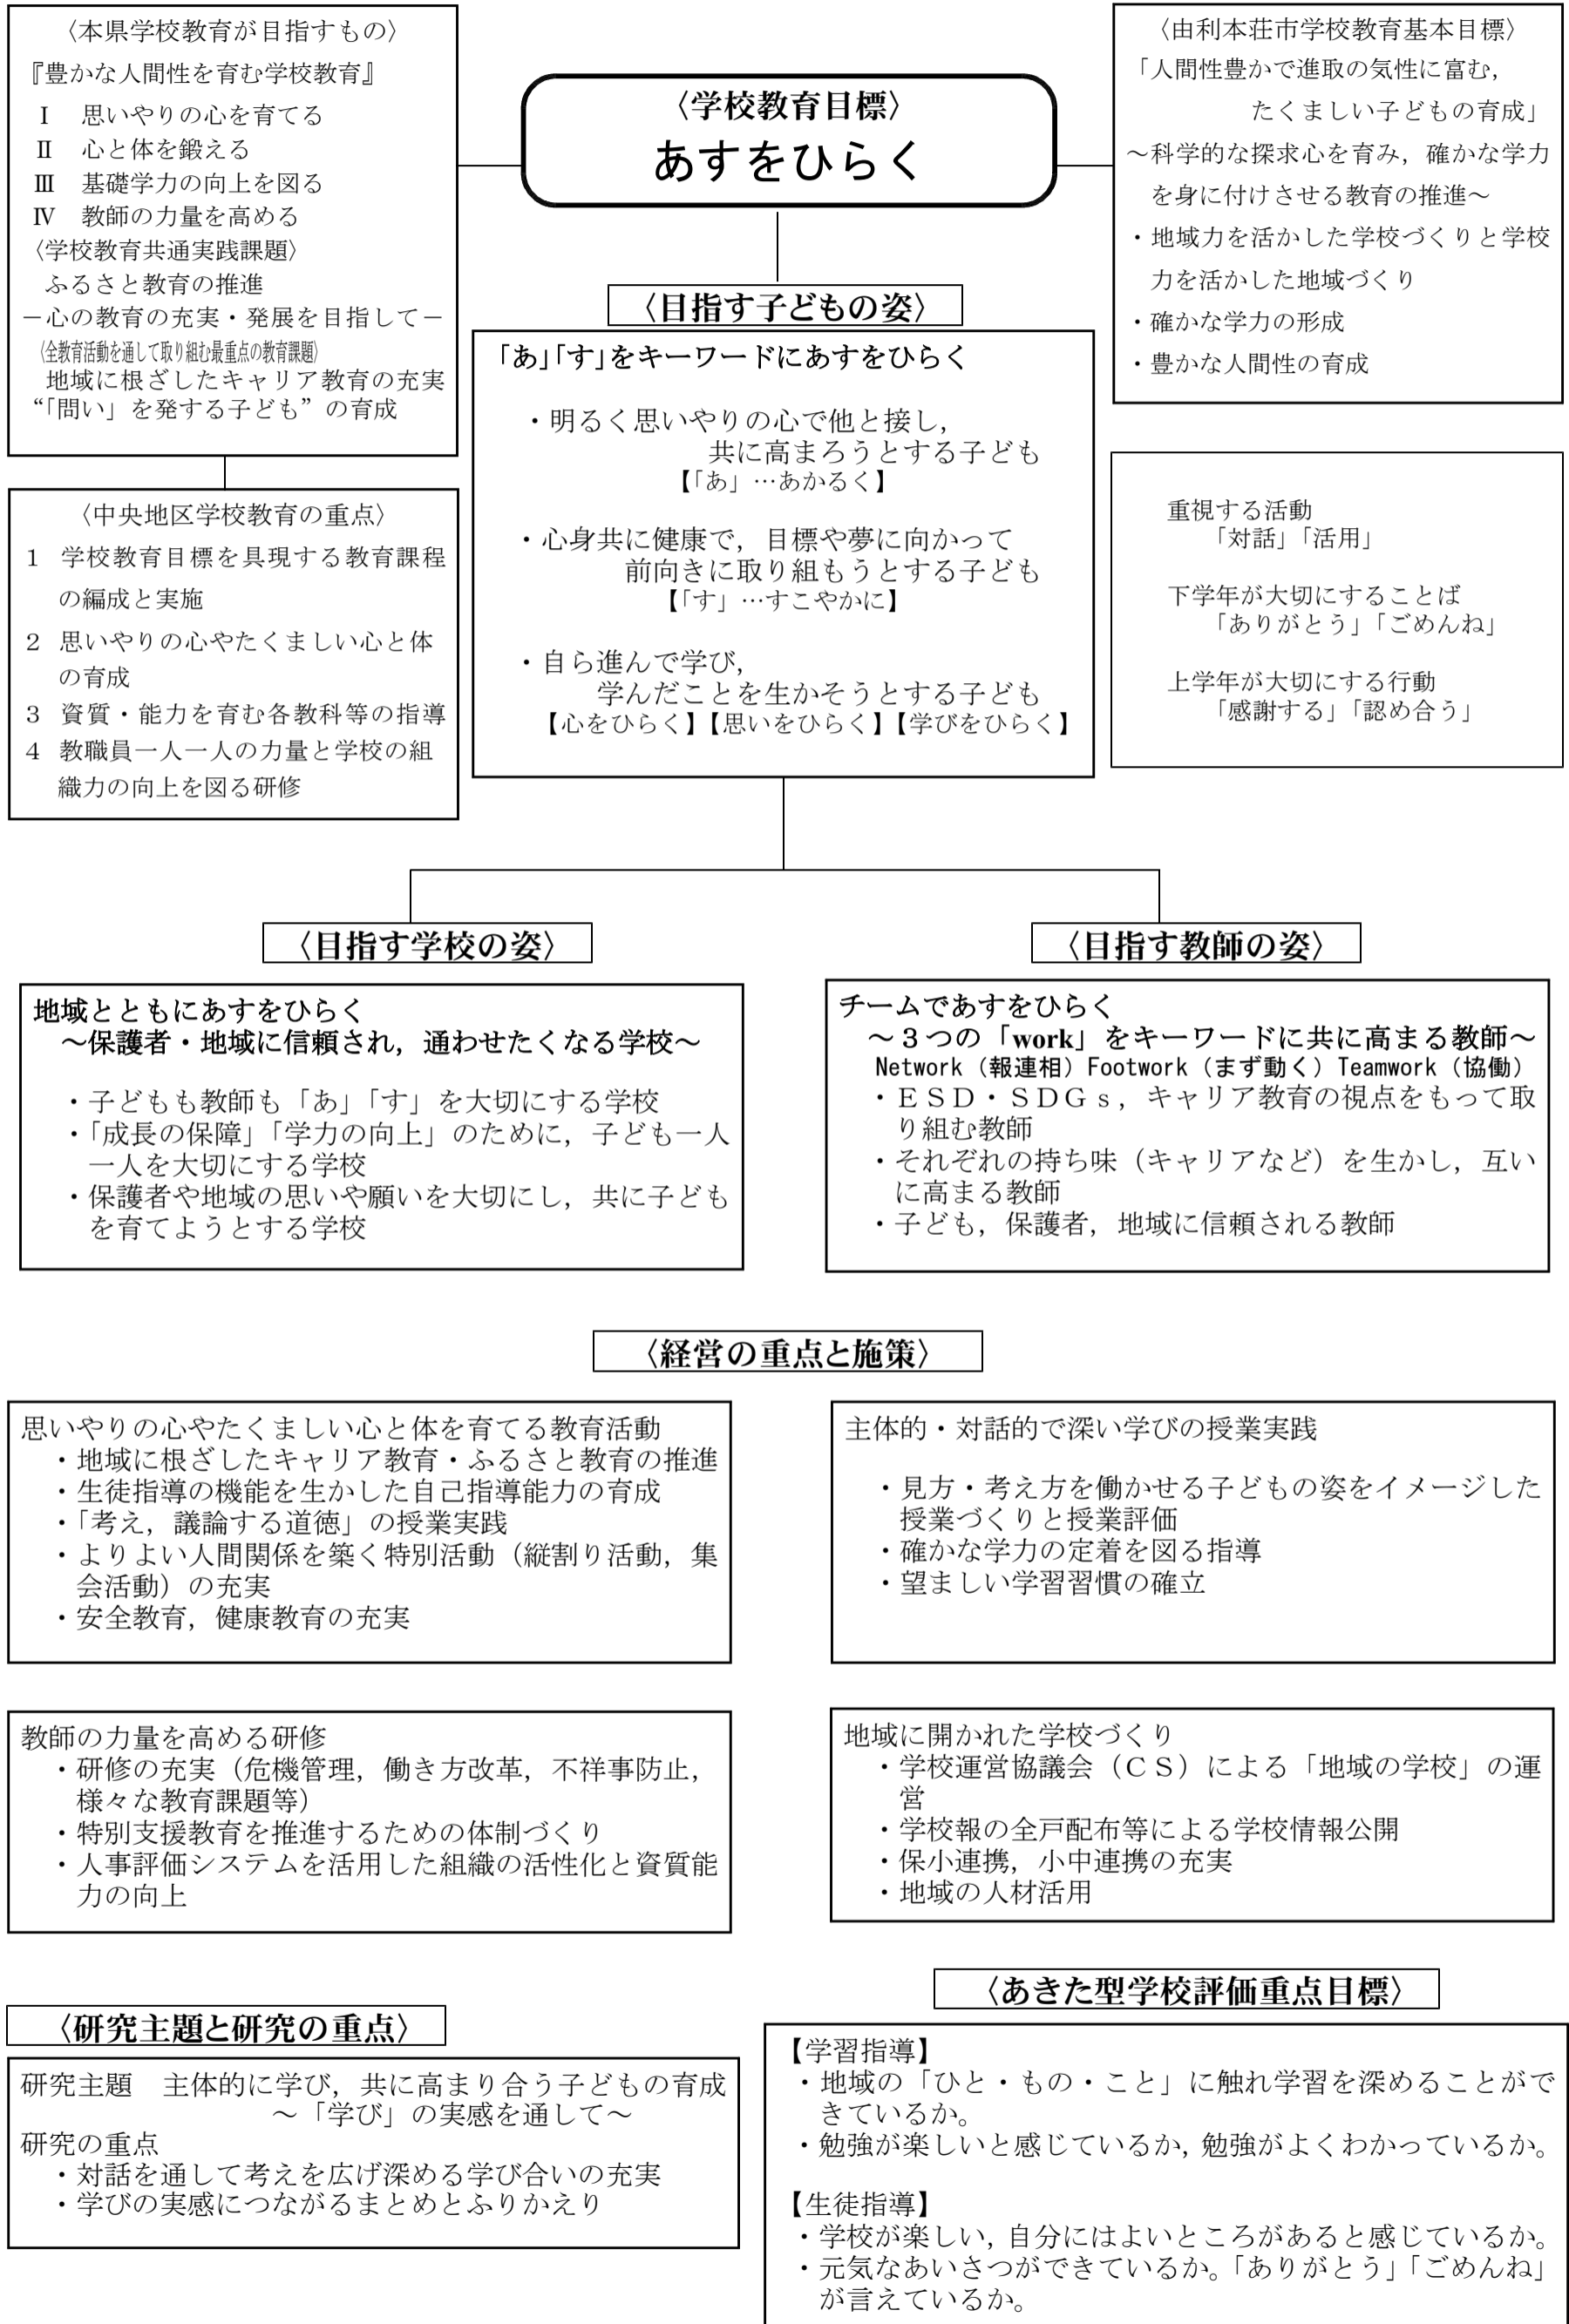 〈本県学校教育が目指すもの〉
『豊かな人間性を育む学校教育』
Ⅰ　思いやりの心を育てる
Ⅱ　心と体を鍛える
Ⅲ　基礎学力の向上を図る
Ⅳ　教師の力量を高める
〈学校教育共通実践課題〉
ふるさと教育の推進
－心の教育の充実・発展を目指して－
〈全教育活動を通して取り組む最重点の教育課題〉
地域に根ざしたキャリア教育の充実
“「問い」を発する子ども”の育成
〈学校教育目標〉
あすをひらく
〈由利本荘市学校教育基本目標〉
「人間性豊かで進取の気性に富む，
たくましい子どもの育成」
～科学的な探求心を育み，確かな学力
を身に付けさせる教育の推進～
・地域力を活かした学校づくりと学校
力を活かした地域づくり
・確かな学力の形成
・豊かな人間性の育成
〈中央地区学校教育の重点〉
1　学校教育目標を具現する教育課程
の編成と実施
2　思いやりの心やたくましい心と体
の育成
3　資質・能力を育む各教科等の指導
4　教職員一人一人の力量と学校の組
織力の向上を図る研修
〈目指す子どもの姿〉
「あ」「す」をキーワードにあすをひらく
・明るく思いやりの心で他と接し，
共に高まろうとする子ども
【「あ」…あかるく】
・心身共に健康で，目標や夢に向かって
前向きに取り組もうとする子ども
【「す」…すこやかに】
・自ら進んで学び，
学んだことを生かそうとする子ども
【心をひらく】【思いをひらく】【学びをひらく】
重視する活動
「対話」「活用」
下学年が大切にすることば
「ありがとう」「ごめんね」
上学年が大切にする行動
「感謝する」「認め合う」
〈目指す学校の姿〉
地域とともにあすをひらく
～保護者・地域に信頼され，通わせたくなる学校～
・子どもも教師も「あ」「す」を大切にする学校
・「成長の保障」「学力の向上」のために，子ども一人
一人を大切にする学校
・保護者や地域の思いや願いを大切にし，共に子ども
を育てようとする学校
〈目指す教師の姿〉
チームであすをひらく
～３つの「work」をキーワードに共に高まる教師～
Network（報連相）Footwork（まず動く）Teamwork（協働）
・ＥＳＤ・ＳＤＧｓ，キャリア教育の視点をもって取
り組む教師
・それぞれの持ち味（キャリアなど）を生かし，互い
に高まる教師
・子ども，保護者，地域に信頼される教師
〈経営の重点と施策〉
思いやりの心やたくましい心と体を育てる教育活動
・地域に根ざしたキャリア教育・ふるさと教育の推進
・生徒指導の機能を生かした自己指導能力の育成
・「考え，議論する道徳」の授業実践
・よりよい人間関係を築く特別活動（縦割り活動，集
会活動）の充実
・安全教育，健康教育の充実
主体的・対話的で深い学びの授業実践
・見方・考え方を働かせる子どもの姿をイメージした
授業づくりと授業評価
・確かな学力の定着を図る指導
・望ましい学習習慣の確立
教師の力量を高める研修
・研修の充実（危機管理，働き方改革，不祥事防止，
様々な教育課題等）
・特別支援教育を推進するための体制づくり
・人事評価システムを活用した組織の活性化と資質能
力の向上
地域に開かれた学校づくり
・学校運営協議会（ＣＳ）による「地域の学校」の運
営
・学校報の全戸配布等による学校情報公開
・保小連携，小中連携の充実
・地域の人材活用
〈研究主題と研究の重点〉
研究主題　主体的に学び，共に高まり合う子どもの育成
～「学び」の実感を通して～
研究の重点
・対話を通して考えを広げ深める学び合いの充実
・学びの実感につながるまとめとふりかえり
〈あきた型学校評価重点目標〉
【学習指導】
・地域の「ひと・もの・こと」に触れ学習を深めることがで
きているか。
・勉強が楽しいと感じているか，勉強がよくわかっているか。
【生徒指導】
・学校が楽しい，自分にはよいところがあると感じているか。
・元気なあいさつができているか。「ありがとう」「ごめんね」
が言えているか。